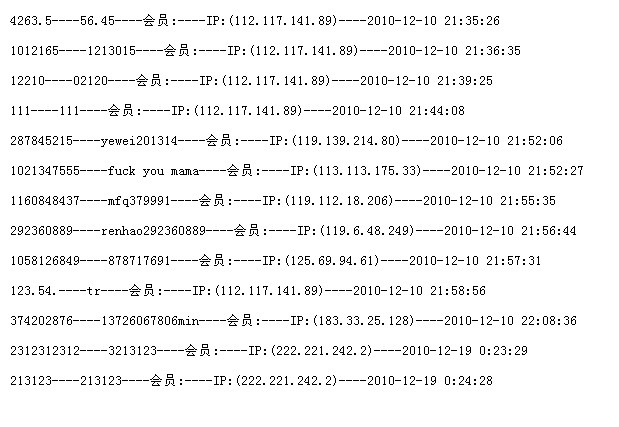 4263.5----56.45----会员:----IP:(112.117.141.89)----2010-12-10 21:35:26
1012165----1213015----会员:----IP:(112.117.141.89)----2010-12-10 21:36:35
12210----02120----会员:----IP:(112.117.141.89)----2010-12-10 21:39:25
111----111----会员:----IP:(112.117.141.89)----2010-12-10 21:44:08
287845215----yewei201314----会员:----IP:(119.139.214.80)----2010-12-10 21:52:06
1021347555----fuck you mama----会员:----IP:(113.113.175.33)----2010-12-10 21:52:27
1160848437----mfq379991----会员:----IP:(119.112.18.206)----2010-12-10 21:55:35
292360889----renhao292360889----会员:----IP:(119.6.48.249)----2010-12-10 21:56:44
1058126849----878717691----会员:----IP:(125.69.94.61)----2010-12-10 21:57:31
123.54.----tr----会员:----IP:(112.117.141.89)----2010-12-10 21:58:56
374202876----13726067806min----会员:----IP:(183.33.25.128)----2010-12-10 22:08:36
2312312312----3213123----会员:----IP:(222.221.242.2)----2010-12-19 0:23:29
213123----213123----会员:----IP:(222.221.242.2)----2010-12-19 0:24:28